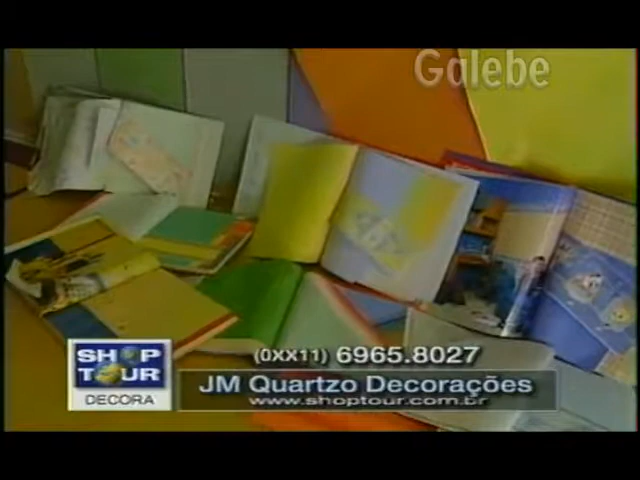 Galebe
(0XX11) 6965.8027
SHOP
TOUR
DECORA
JM Quartzo Decorações
www.shoptour.com.br